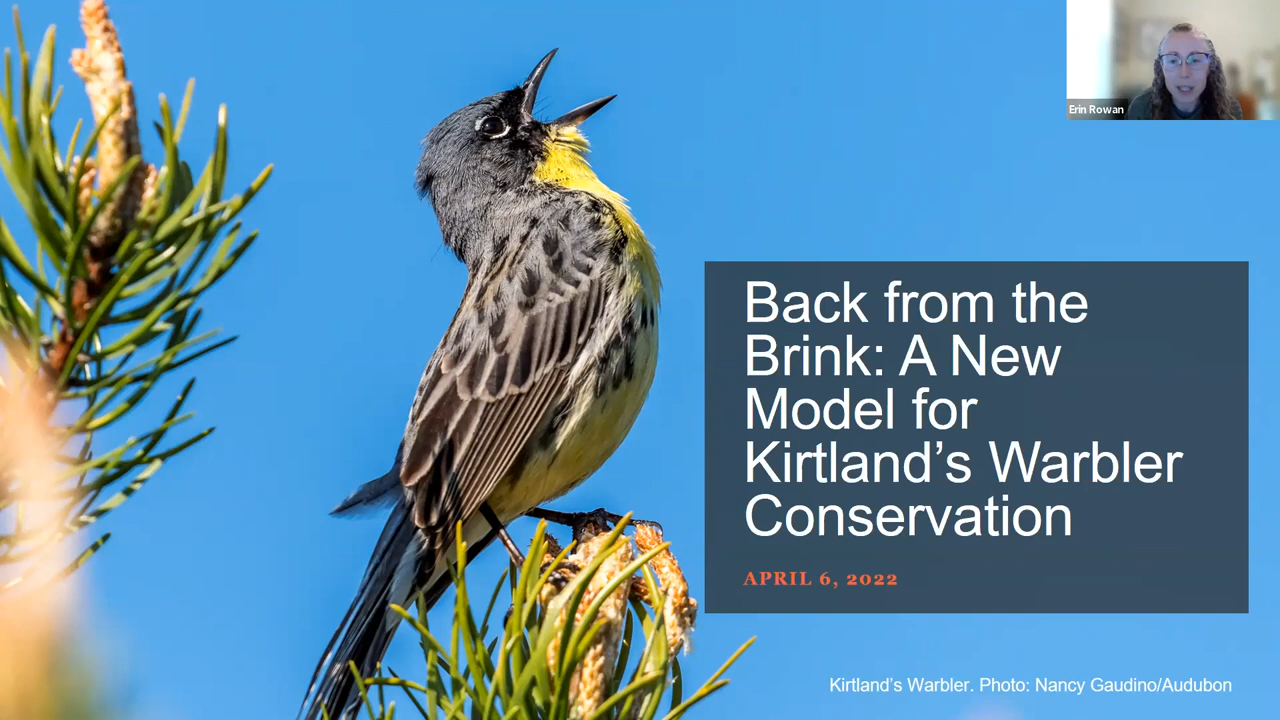 Erin Rowan
Back from the
Brink: A New
Model for
Kirtland’s Warbler
Conservation
APRIL 6, 2022
Kirtland’s Warbler. Photo: Nancy Gaudino/Audubon